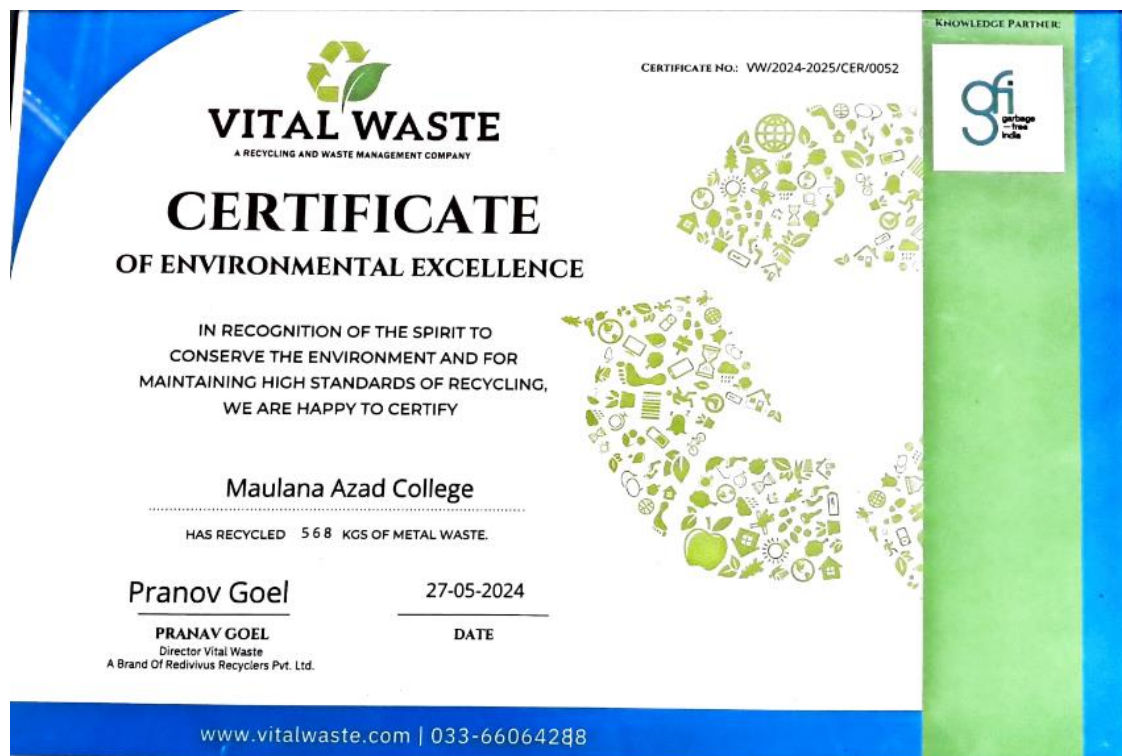 KNOWLEDGE PARTNER:
CERTIFICATE NO.: VW/2024-2025/CER/0052
gfi
garbage
—free
india
VITAL WASTE
A RECYCLING AND WASTE MANAGEMENT COMPANY
CERTIFICATE
OF ENVIRONMENTAL EXCELLENCE
IN RECOGNITION OF THE SPIRIT TO
CONSERVE THE ENVIRONMENT AND FOR
MAINTAINING HIGH STANDARDS OF RECYCLING,
WE ARE HAPPY TO CERTIFY
Maulana Azad College
HAS RECYCLED 568 KGS OF METAL WASTE.
Pranov Goel
27-05-2024
PRANAV GOEL
DATE
Director Vital Waste
A Brand Of Redivivus Recyclers Pvt. Ltd.
www.vitalwaste.com | 033-66064288